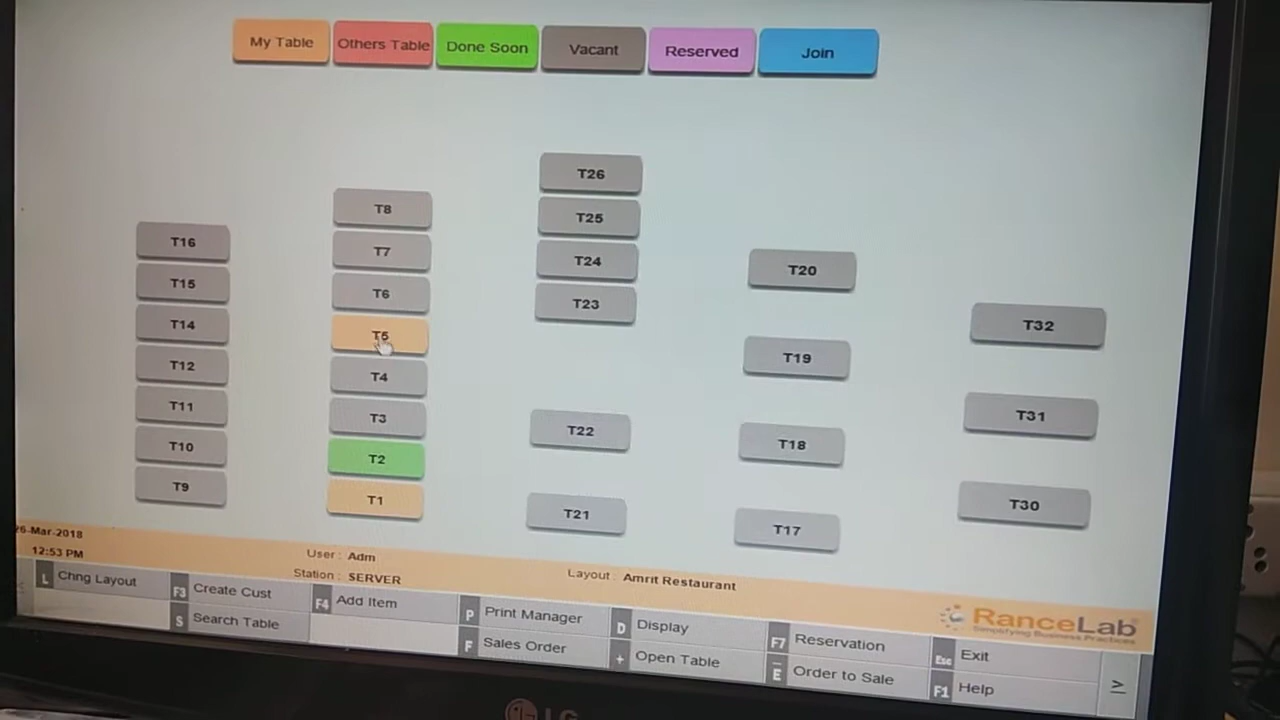 My Table
Others Table
Done Soon
Vacant
Reserved
Join
T26
T8
T25
T16
T7
T24
T20
T15
T6
T23
T32
T14
T5
T19
T12
T4
T11
T3
T22
T31
T10
T2
T18
T9
T1
T21
T17
T30
26-Mar-2018
12:53 PM
User : Adm
Station : SERVER
Layout : Amrit Restaurant
RanceLab
Simplifying Business Practices
L Chng Layout
F3 Create Cust
F4 Add Item
P Print Manager
D Display
F7 Reservation
Esc Exit
S Search Table
F Sales Order
+ Open Table
E Order to Sale
F1 Help
>
LG